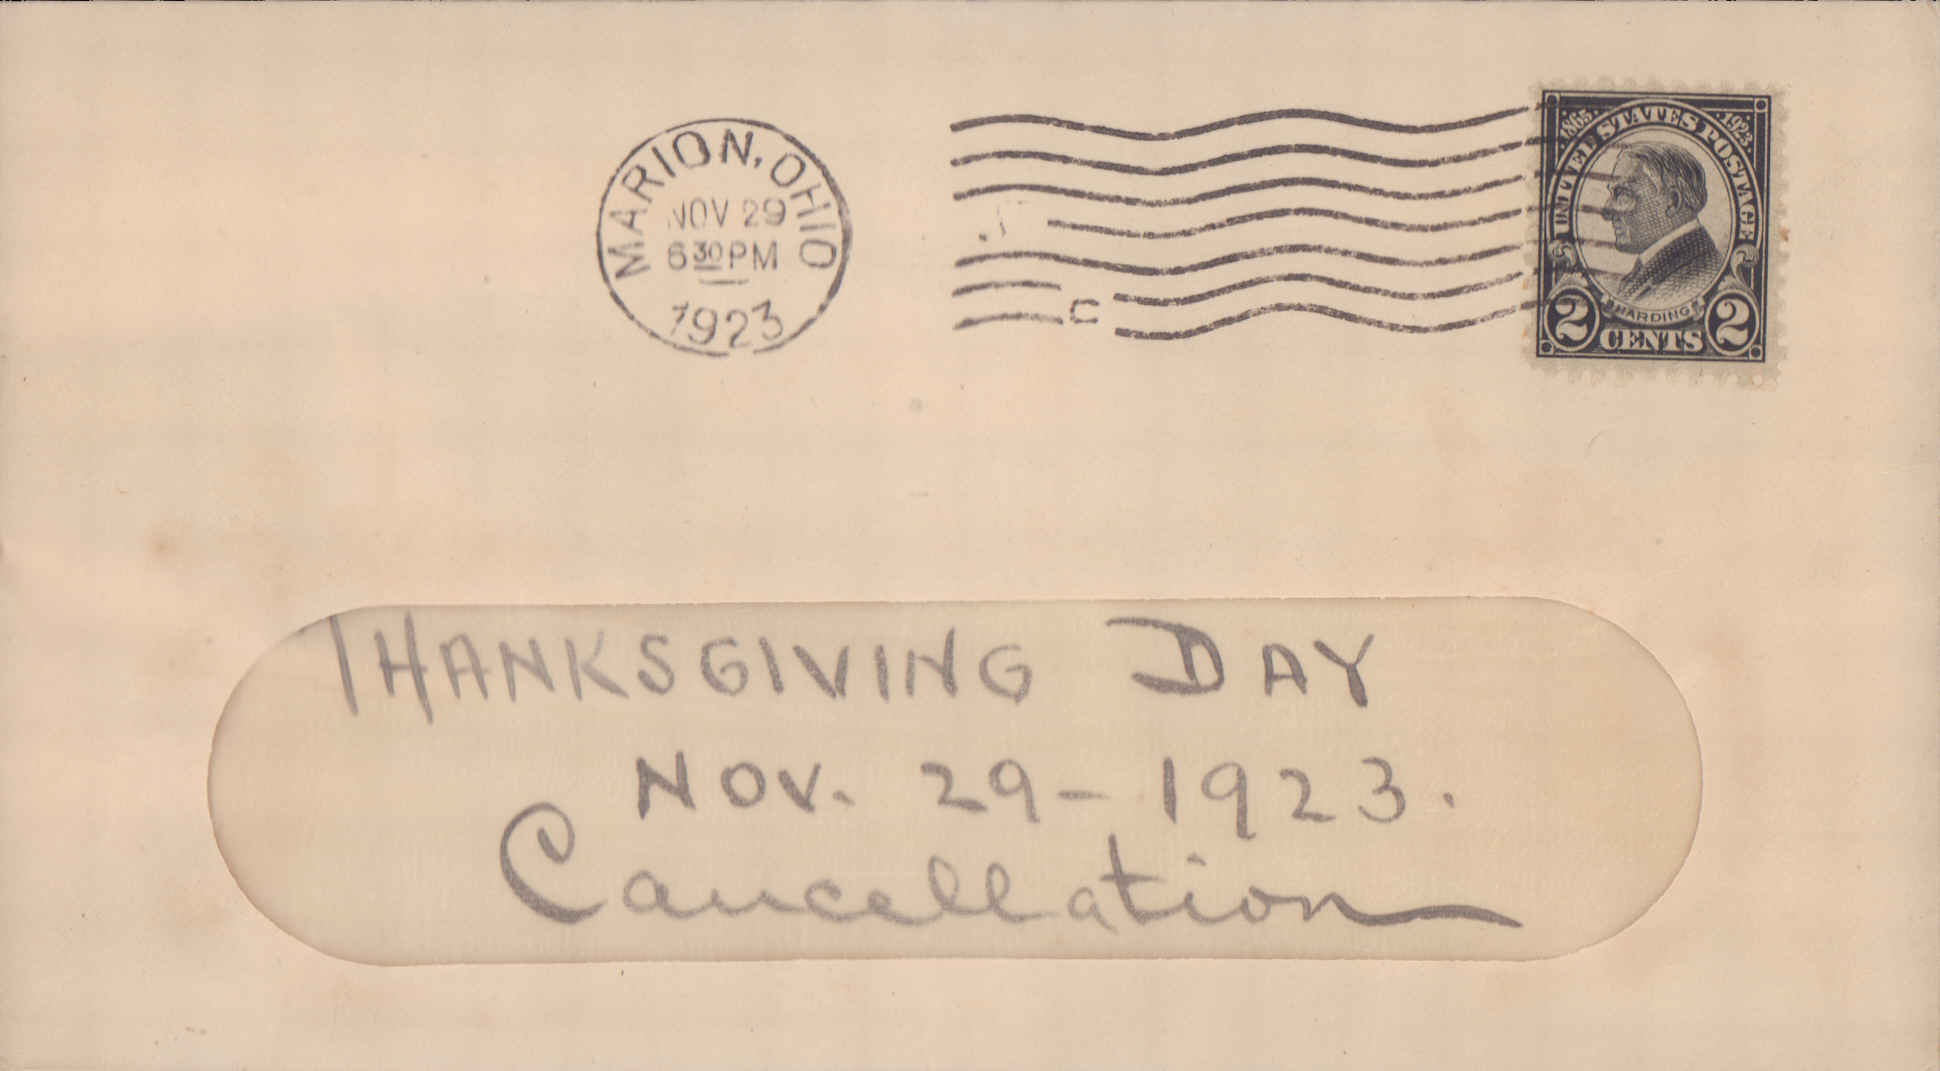 MARION, OHIO
NOV 29
6 30 PM
1923
C
1865 1923
UNITED STATES POSTAGE
HARDING
2 CENTS 2
THANKSGIVING DAY
NOV. 29 - 1923.
Cancellation